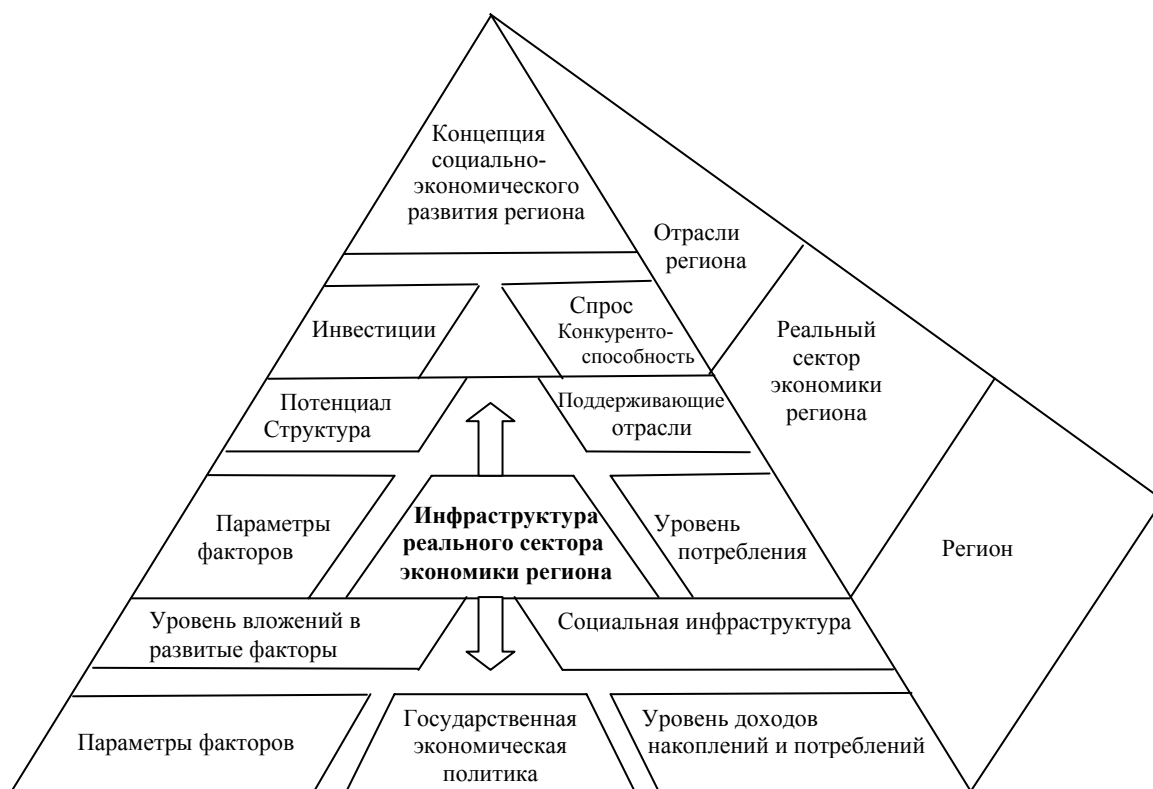 Концепция
социально-
экономического
развития региона
Отрасли
региона
Инвестиции
Спрос
Конкуренто-
способность
Реальный
сектор
экономики
региона
Потенциал
Структура
Поддерживающие
отрасли
Параметры
факторов
Инфраструктура
реального сектора
экономики региона
Уровень
потребления
Регион
Уровень вложений в
развитые факторы
Социальная инфраструктура
Параметры факторов
Государственная
экономическая
политика
Уровень доходов
накоплений и потреблений